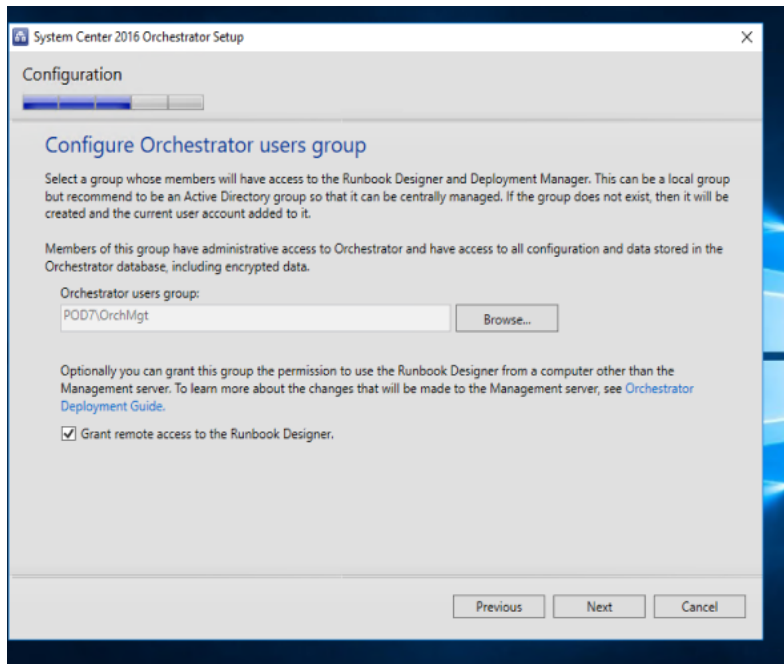 System Center 2016 Orchestrator Setup
Configuration
Configure Orchestrator users group
Select a group whose members will have access to the Runbook Designer and Deployment Manager. This can be a local group
but recommend to be an Active Directory group so that it can be centrally managed. If the group does not exist, then it will be
created and the current user account added to it.
Members of this group have administrative access to Orchestrator and have access to all configuration and data stored in the
Orchestrator database, including encrypted data.
Orchestrator users group:
POD7\OrchMgt
Browse...
Optionally you can grant this group the permission to use the Runbook Designer from a computer other than the
Management server. To learn more about the changes that will be made to the Management server, see Orchestrator
Deployment Guide.
Grant remote access to the Runbook Designer.
Previous Next Cancel